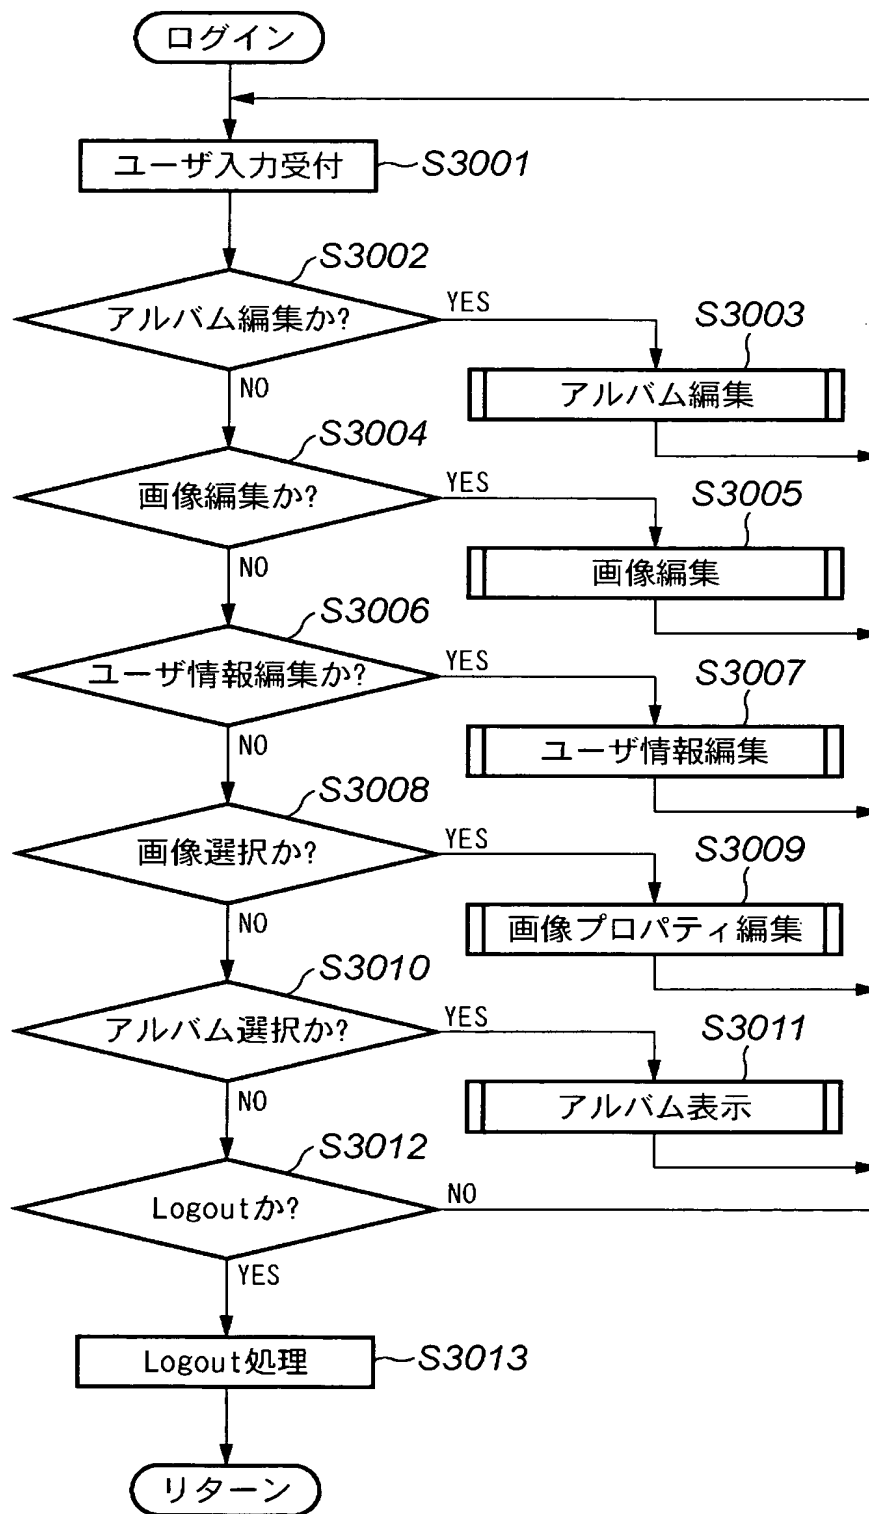 ログイン
ユーザ入力受付
S3001
S3002
アルバム編集か?
YES
NO
S3003
アルバム編集
S3004
画像編集か?
YES
NO
S3005
画像編集
S3006
ユーザ情報編集か?
YES
NO
S3007
ユーザ情報編集
S3008
画像選択か?
YES
NO
S3009
画像プロパティ編集
S3010
アルバム選択か?
YES
NO
S3011
アルバム表示
S3012
Logoutか?
NO
YES
Logout処理
S3013
リターン